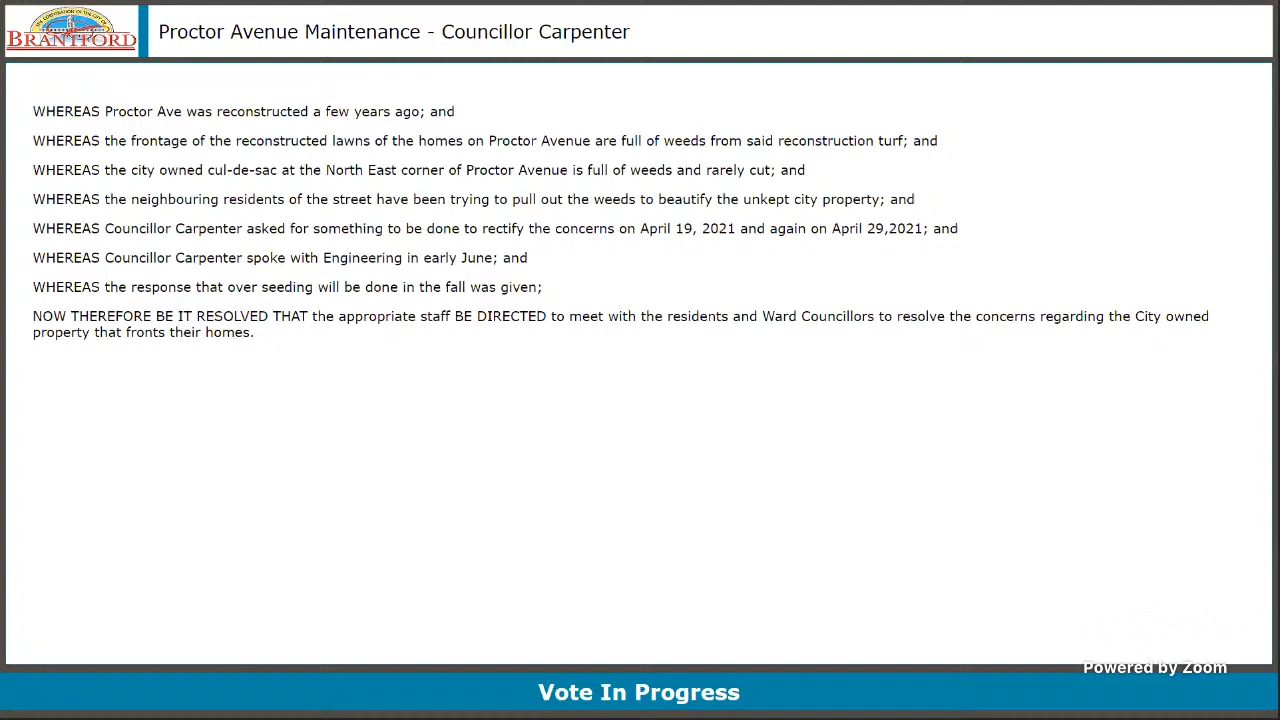 THE CORPORATION OF THE CITY OF
BRANTFORD
Proctor Avenue Maintenance - Councillor Carpenter
WHEREAS Proctor Ave was reconstructed a few years ago; and
WHEREAS the frontage of the reconstructed lawns of the homes on Proctor Avenue are full of weeds from said reconstruction turf; and
WHEREAS the city owned cul-de-sac at the North East corner of Proctor Avenue is full of weeds and rarely cut; and
WHEREAS the neighbouring residents of the street have been trying to pull out the weeds to beautify the unkept city property; and
WHEREAS Councillor Carpenter asked for something to be done to rectify the concerns on April 19, 2021 and again on April 29,2021; and
WHEREAS Councillor Carpenter spoke with Engineering in early June; and
WHEREAS the response that over seeding will be done in the fall was given;
NOW THEREFORE BE IT RESOLVED THAT the appropriate staff BE DIRECTED to meet with the residents and Ward Councillors to resolve the concerns regarding the City owned
property that fronts their homes.
Powered by Zoom
Vote In Progress